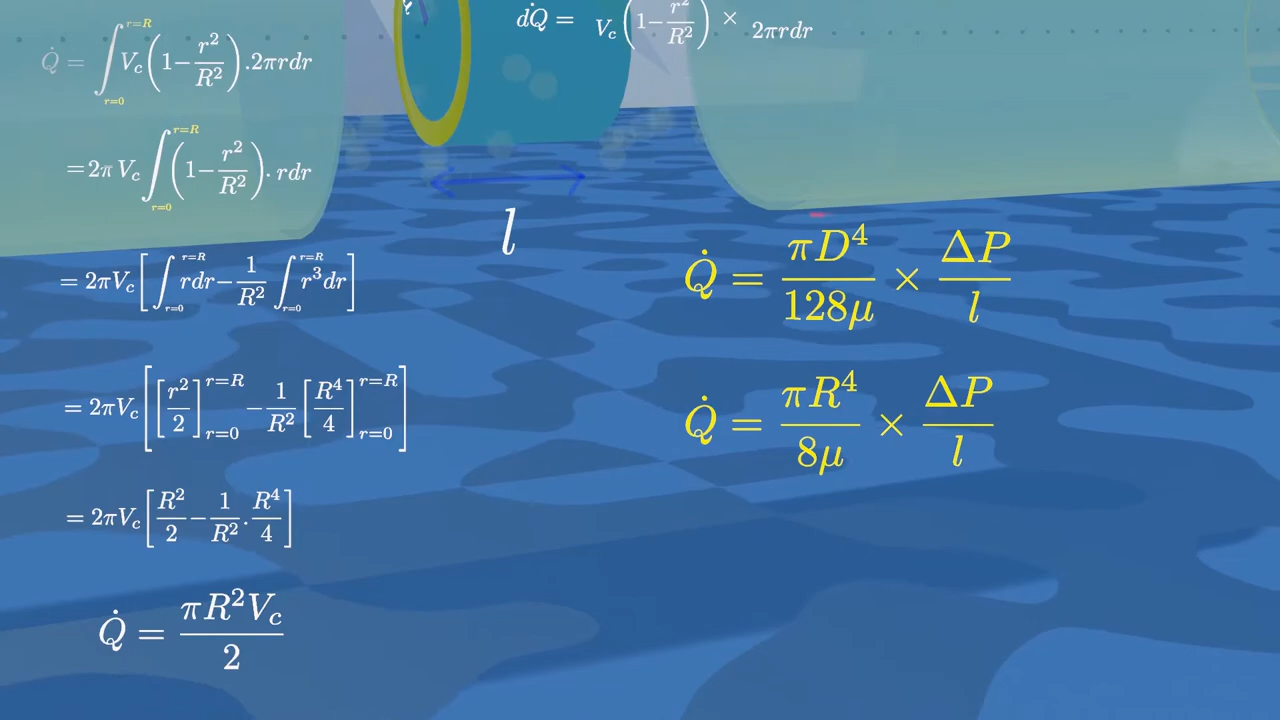 Q̇ = ∫_{r=0}^{r=R} V_c (1 − r²/R²) . 2πrdr
= 2π V_c ∫_{r=0}^{r=R} (1 − r²/R²) . rdr
= 2πV_c [ ∫_{r=0}^{r=R} rdr − 1/R² ∫_{r=0}^{r=R} r³dr ]
= 2πV_c [ [r²/2]_{r=0}^{r=R} − 1/R² [R⁴/4]_{r=0}^{r=R} ]
= 2πV_c [ R²/2 − 1/R² . R⁴/4 ]
Q̇ = πR²V_c / 2
dQ̇ = V_c (1 − r²/R²) × 2πrdr
l
Q̇ = πD⁴/128μ × ΔP/l
Q̇ = πR⁴/8μ × ΔP/l